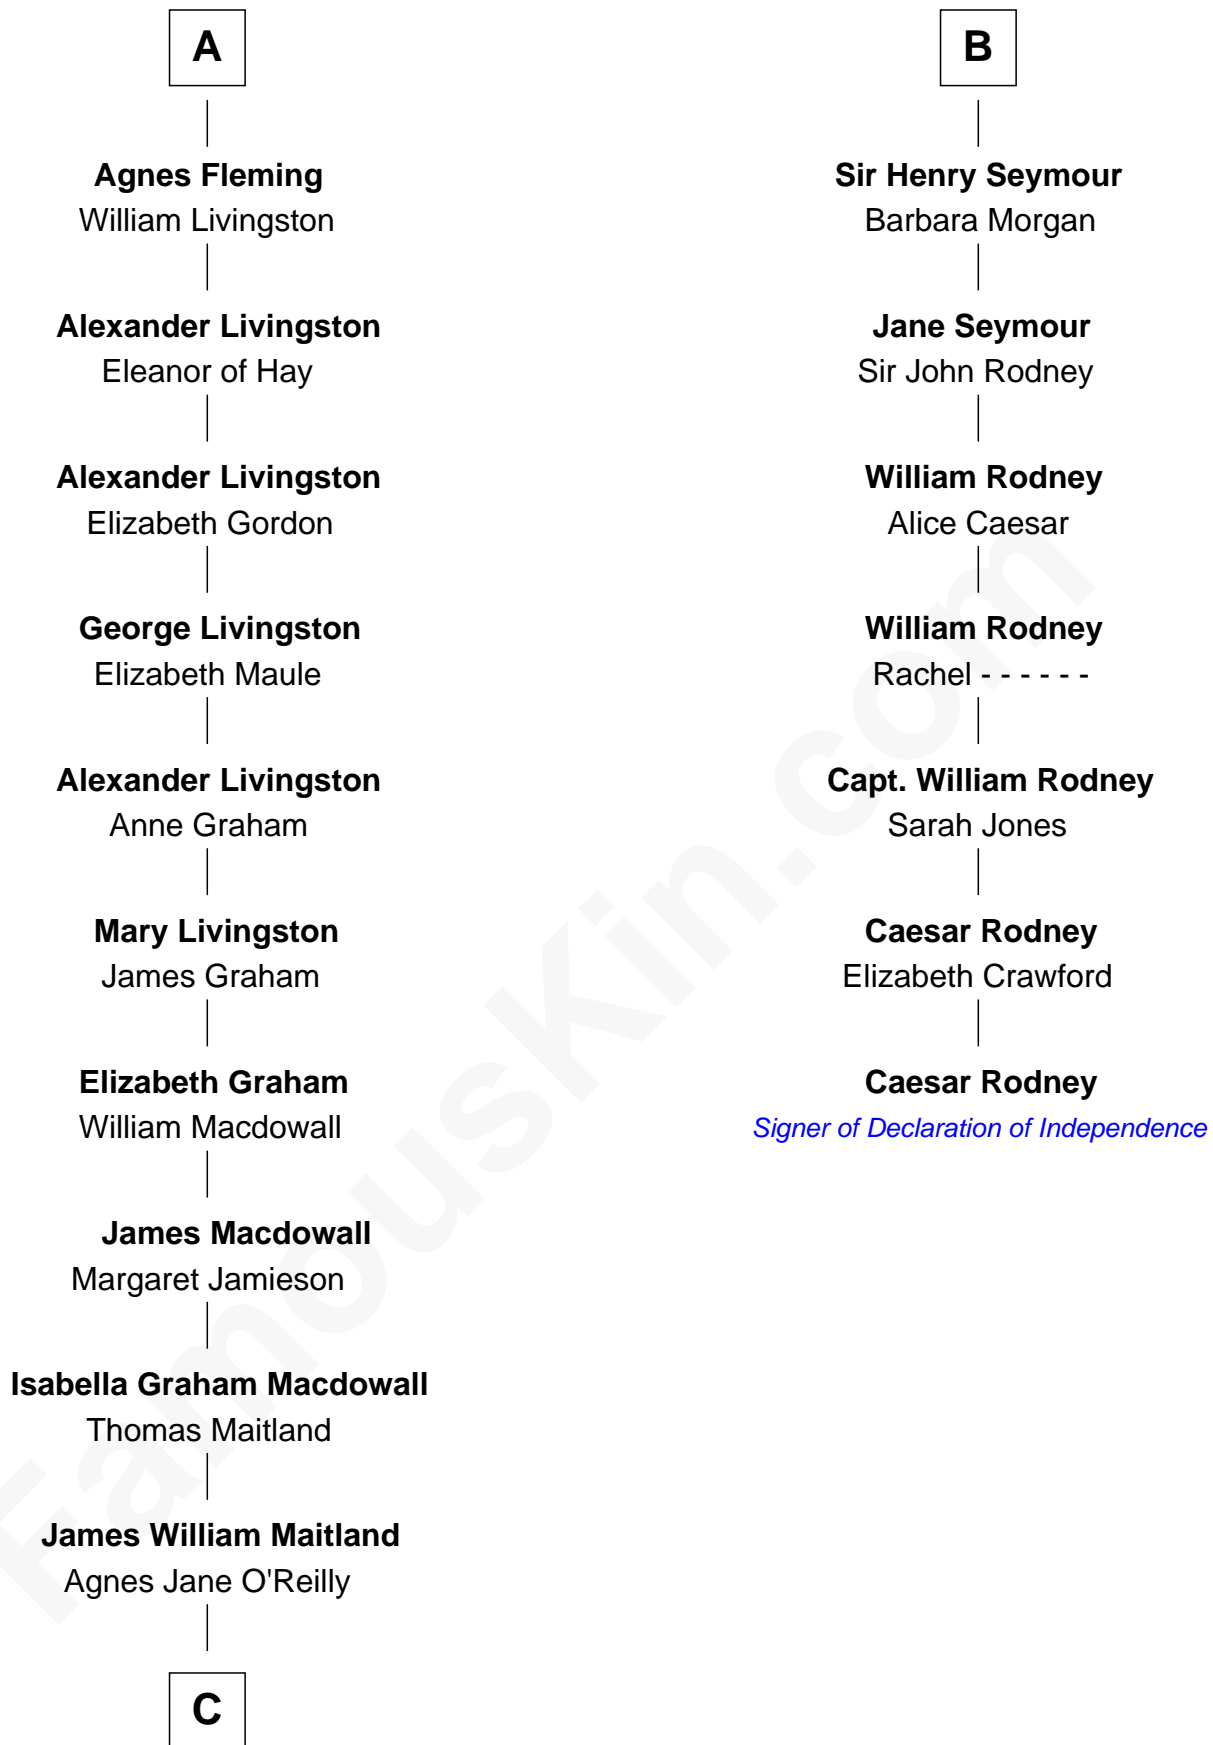 A
Agnes Fleming
William Livingston
Alexander Livingston
Eleanor of Hay
Alexander Livingston
Elizabeth Gordon
George Livingston
Elizabeth Maule
Alexander Livingston
Anne Graham
Mary Livingston
James Graham
Elizabeth Graham
William Macdowall
James Macdowall
Margaret Jamieson
Isabella Graham Macdowall
Thomas Maitland
James William Maitland
Agnes Jane O'Reilly
C
B
Sir Henry Seymour
Barbara Morgan
Jane Seymour
Sir John Rodney
William Rodney
Alice Caesar
William Rodney
Rachel - - - - - -
Capt. William Rodney
Sarah Jones
Caesar Rodney
Elizabeth Crawford
Caesar Rodney
Signer of Declaration of Independence
FamousKin.com